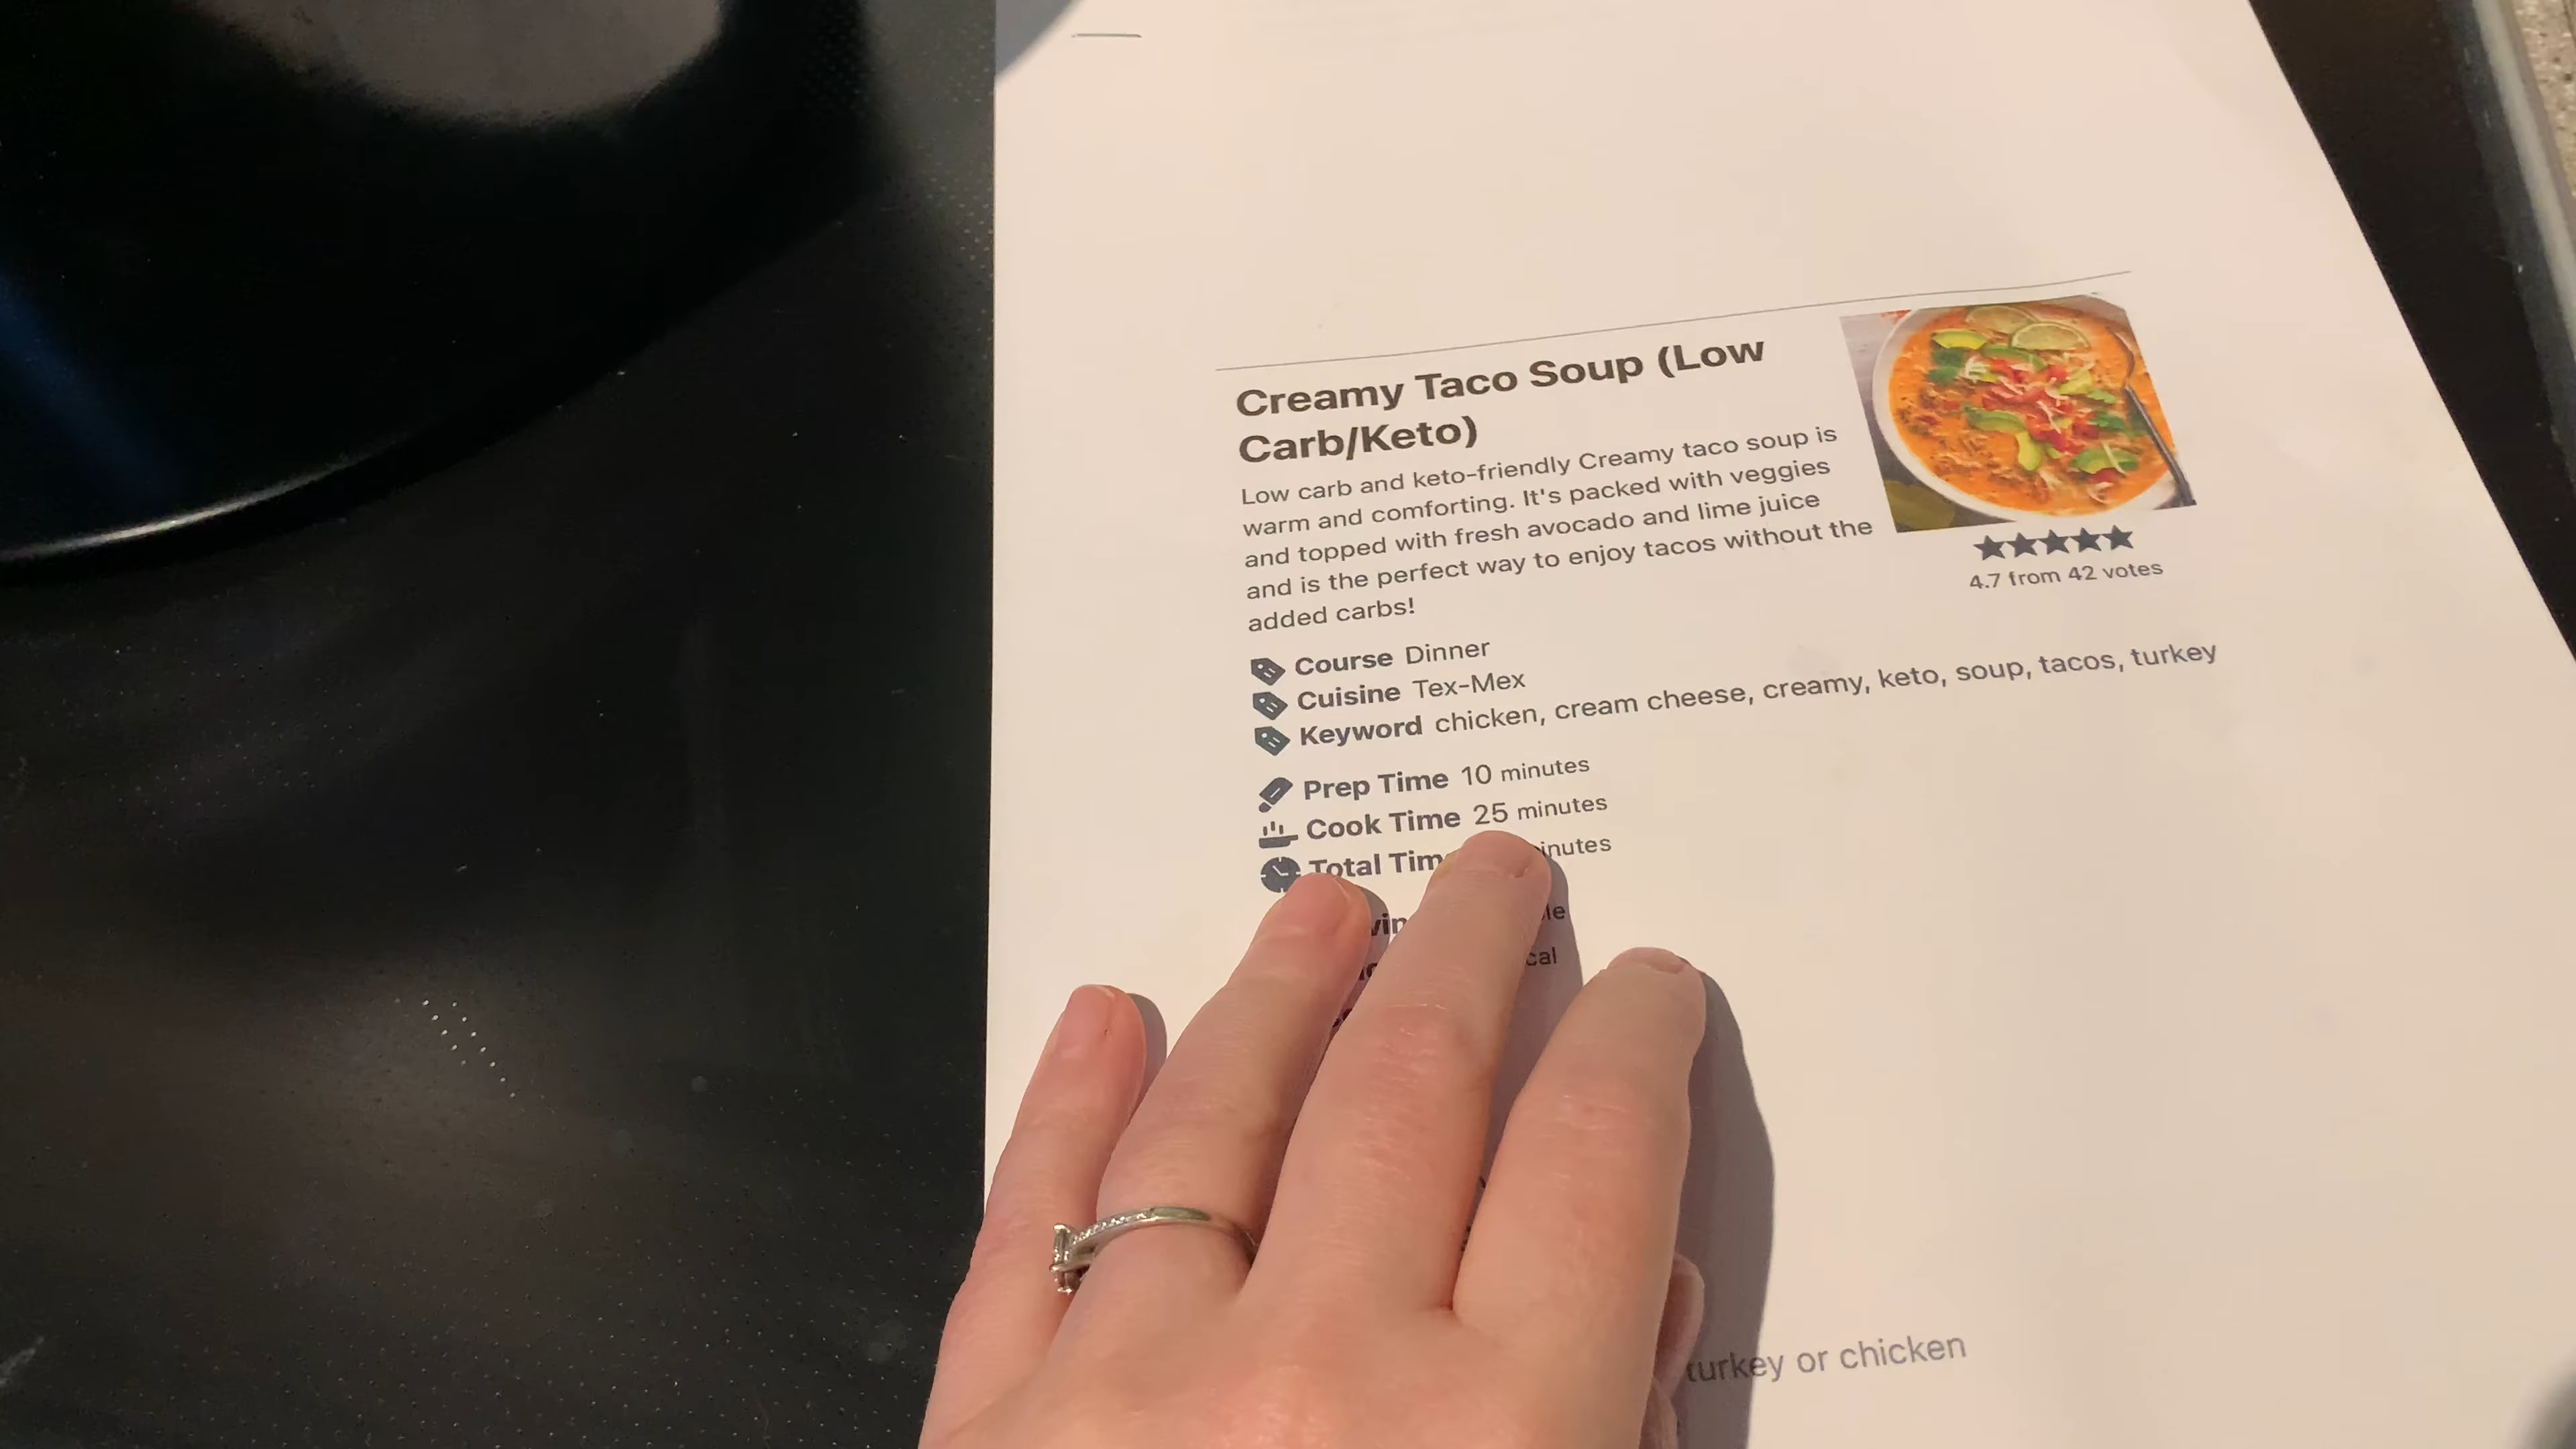 Creamy Taco Soup (Low
Carb/Keto)
Low carb and keto-friendly Creamy taco soup is
warm and comforting. It's packed with veggies
and topped with fresh avocado and lime juice
and is the perfect way to enjoy tacos without the
added carbs!
4.7 from 42 votes
Course Dinner
Cuisine Tex-Mex
Keyword chicken, cream cheese, creamy, keto, soup, tacos, turkey
Prep Time 10 minutes
Cook Time 25 minutes
Total
turkey or chicken